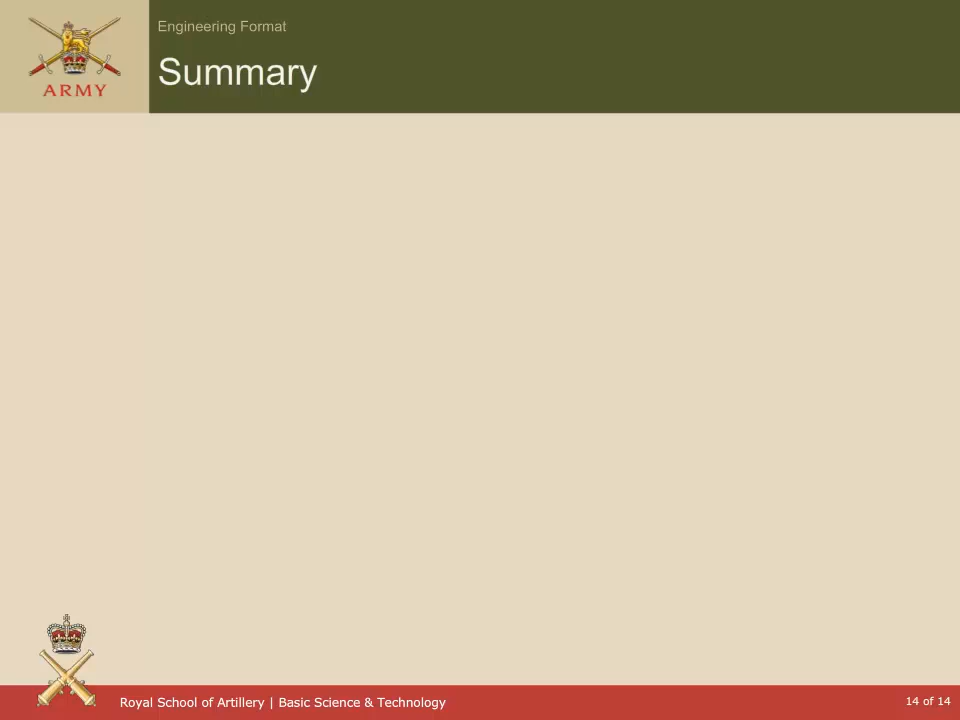 Engineering Format
Summary
ARMY
Royal School of Artillery | Basic Science & Technology
14 of 14